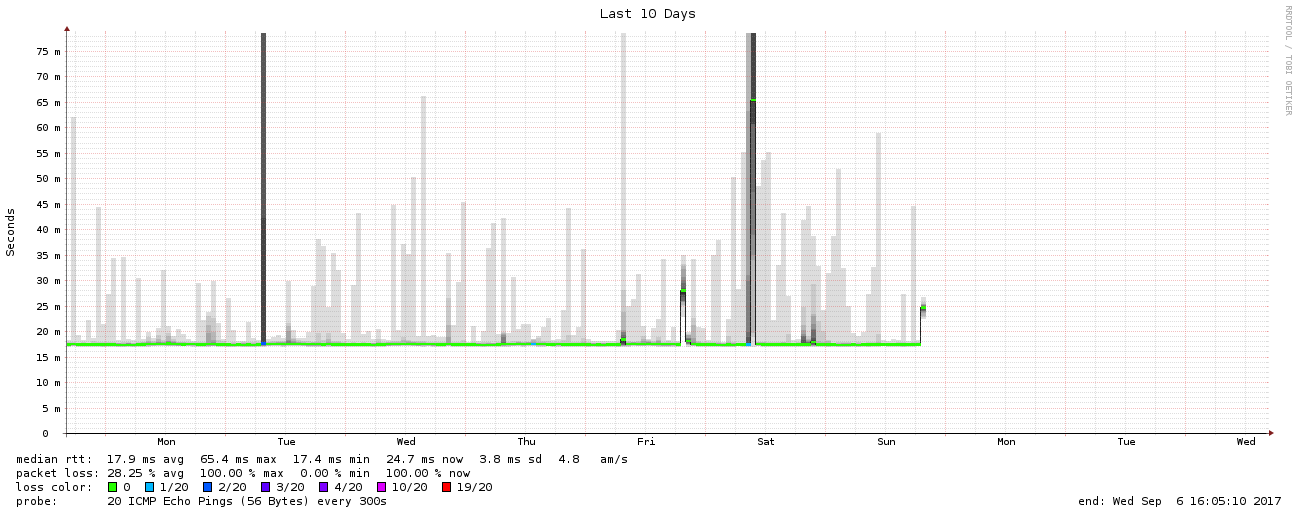 Last 10 Days
RRDTOOL / TOBI OETIKER
Seconds
75 m
70 m
65 m
60 m
55 m
50 m
45 m
40 m
35 m
30 m
25 m
20 m
15 m
10 m
5 m
0
Mon Tue Wed Thu Fri Sat Sun Mon Tue Wed
median rtt: 17.9 ms avg 65.4 ms max 17.4 ms min 24.7 ms now 3.8 ms sd 4.8 am/s
packet loss: 28.25 % avg 100.00 % max 0.00 % min 100.00 % now
loss color: 0 1/20 2/20 3/20 4/20 10/20 19/20
probe: 20 ICMP Echo Pings (56 Bytes) every 300s end: Wed Sep 6 16:05:10 2017